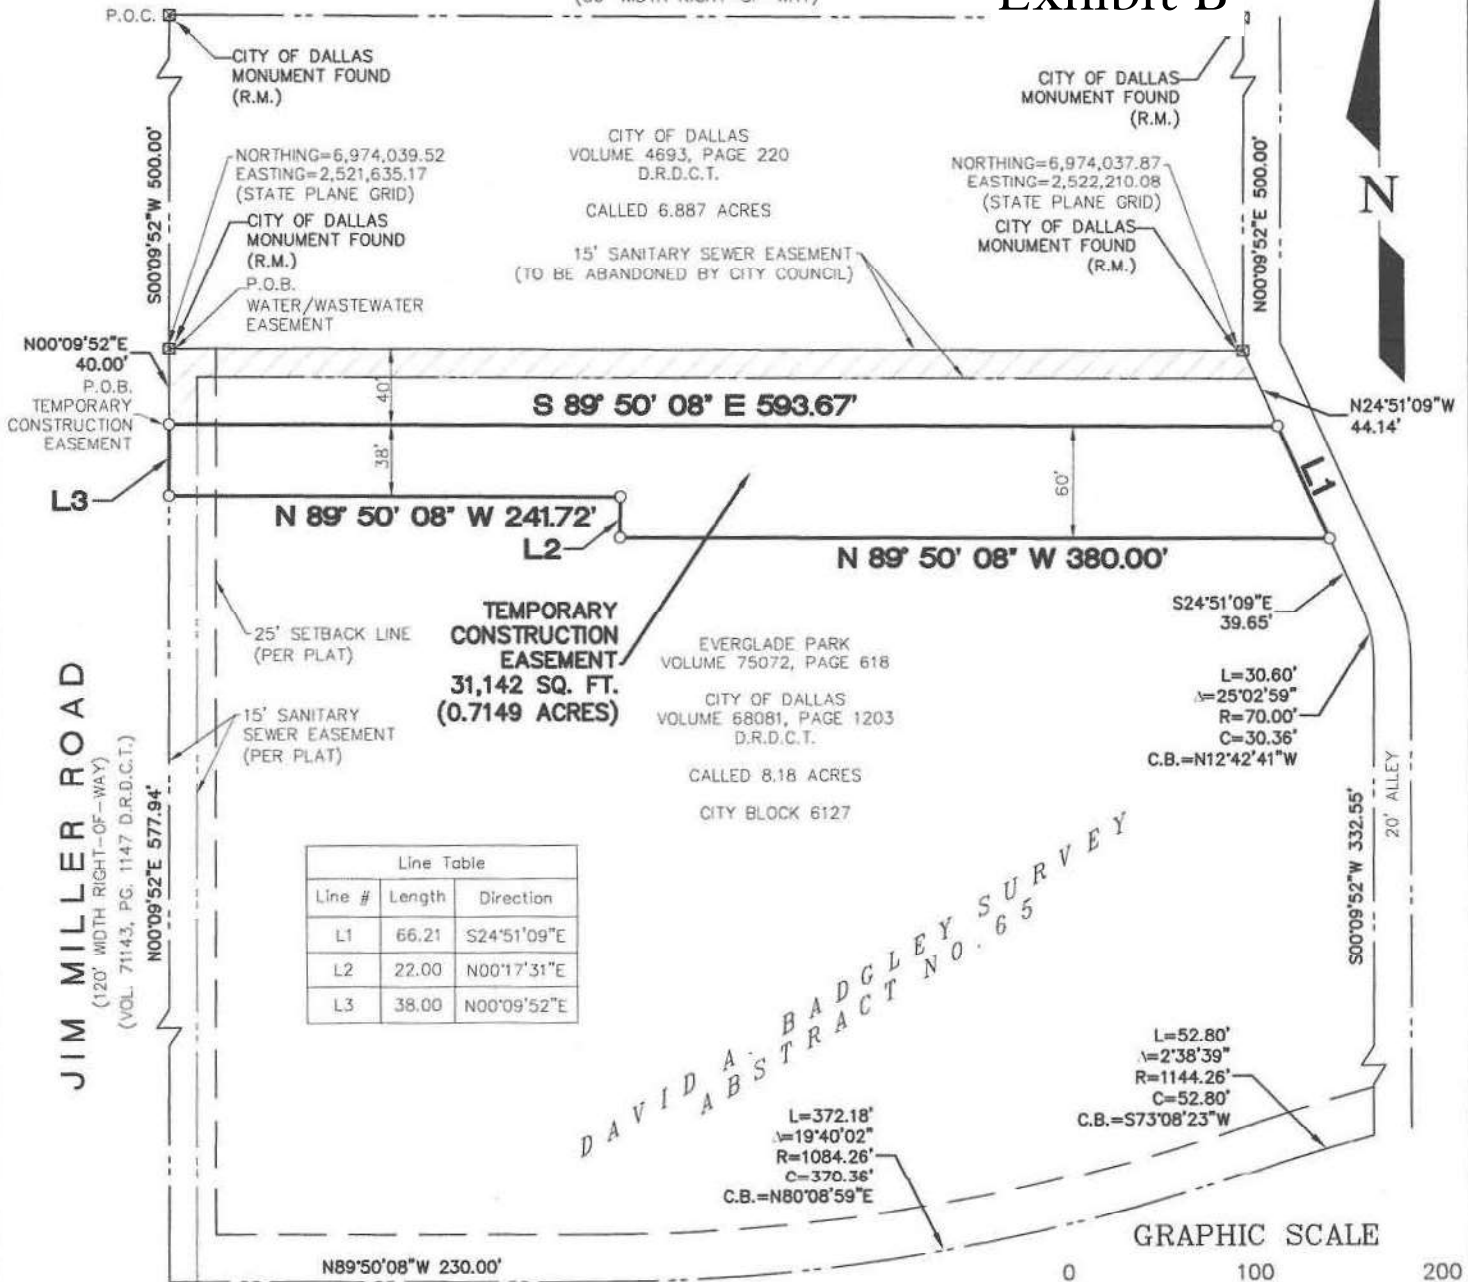 Exhibit B
P.O.C.
CITY OF DALLAS
MONUMENT FOUND
(R.M.)
CITY OF DALLAS
MONUMENT FOUND
(R.M.)
S00°09'52"W 500.00'
NORTHING=6,974,039.52
EASTING=2,521,635.17
(STATE PLANE GRID)
CITY OF DALLAS
MONUMENT FOUND
(R.M.)
P.O.B.
WATER/WASTEWATER
EASEMENT
CITY OF DALLAS
VOLUME 4693, PAGE 220
D.R.D.C.T.
CALLED 6.887 ACRES
15' SANITARY SEWER EASEMENT
(TO BE ABANDONED BY CITY COUNCIL)
NORTHING=6,974,037.87
EASTING=2,522,210.08
(STATE PLANE GRID)
CITY OF DALLAS
MONUMENT FOUND
(R.M.)
N00°09'52"E 500.00'
N
N00°09'52"E
40.00'
P.O.B.
TEMPORARY
CONSTRUCTION
EASEMENT
L3
40'
S 89° 50' 08" E 593.67'
N24°51'09"W
44.14'
38'
60'
L1
N 89° 50' 08" W 241.72'
L2
N 89° 50' 08" W 380.00'
S24°51'09"E
39.65'
25' SETBACK LINE
(PER PLAT)
TEMPORARY
CONSTRUCTION
EASEMENT
31,142 SQ. FT.
(0.7149 ACRES)
EVERGLADE PARK
VOLUME 75072, PAGE 618
CITY OF DALLAS
VOLUME 68081, PAGE 1203
D.R.D.C.T.
CALLED 8.18 ACRES
CITY BLOCK 6127
L=30.60'
Δ=25°02'59"
R=70.00'
C=30.36'
C.B.=N12°42'41"W
15' SANITARY
SEWER EASEMENT
(PER PLAT)
JIM MILLER ROAD
(120' WIDTH RIGHT-OF-WAY)
(VOL. 71143, PG. 1147 D.R.D.C.T.)
N00°09'52"E 577.94'
S00°09'52"W 332.55'
20' ALLEY
Line Table
Line # Length Direction
L1 66.21 S24°51'09"E
L2 22.00 N00°17'31"E
L3 38.00 N00°09'52"E
DAVID A. BADGLEY SURVEY
ABSTRACT NO. 65
L=52.80'
Δ=2°38'39"
R=1144.26'
C=52.80'
C.B.=S73°08'23"W
L=372.18'
Δ=19°40'02"
R=1084.26'
C=370.36'
C.B.=N80°08'59"E
N89°50'08"W 230.00'
GRAPHIC SCALE
0 100 200